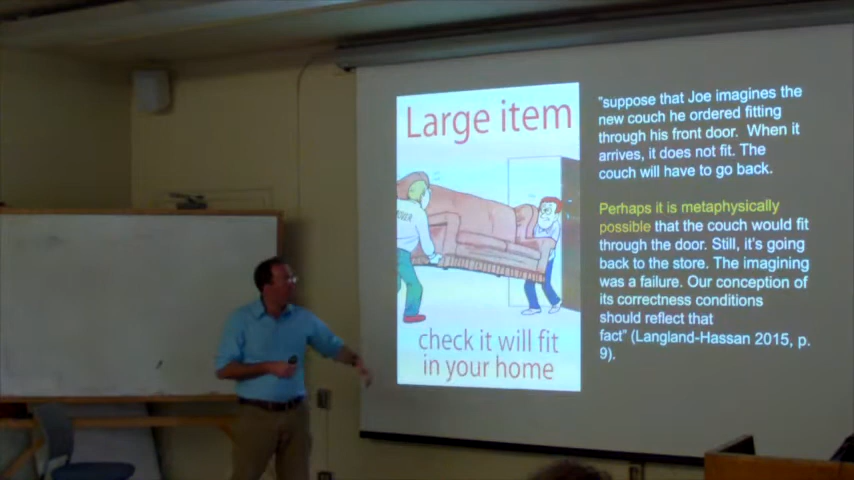 Large item
check it will fit
in your home
"suppose that Joe imagines the
new couch he ordered fitting
through his front door. When it
arrives, it does not fit. The
couch will have to go back.
Perhaps it is metaphysically
possible that the couch would fit
through the door. Still, it's going
back to the store. The imagining
was a failure. Our conception of
its correctness conditions
should reflect that
fact" (Langland-Hassan 2015, p.
9).